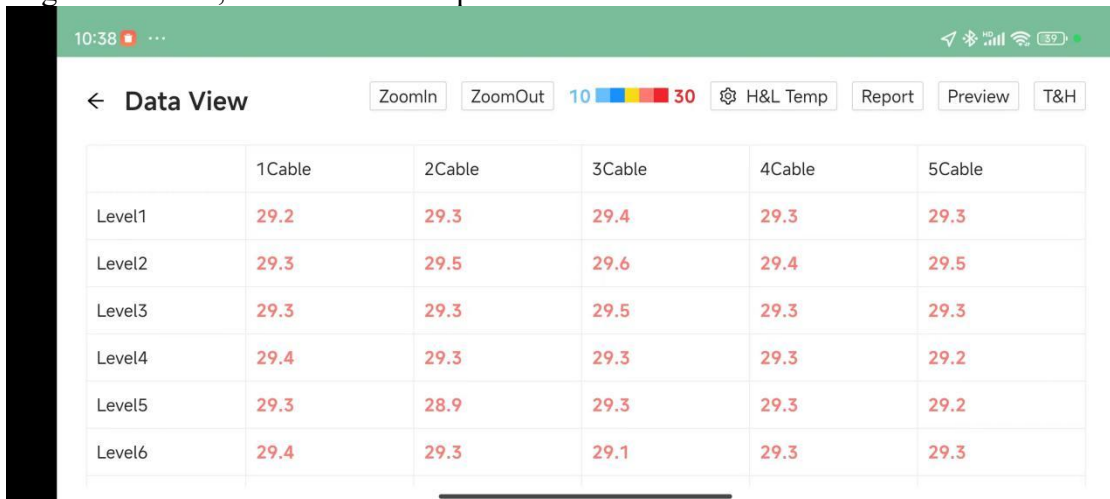 10:38 ··· HD 39
← Data View ZoomIn ZoomOut 10 30 H&L Temp Report Preview T&H
1Cable 2Cable 3Cable 4Cable 5Cable
Level1 29.2 29.3 29.4 29.3 29.3
Level2 29.3 29.5 29.6 29.4 29.5
Level3 29.3 29.3 29.5 29.3 29.3
Level4 29.4 29.3 29.3 29.3 29.2
Level5 29.3 28.9 29.3 29.3 29.2
Level6 29.4 29.3 29.1 29.3 29.3